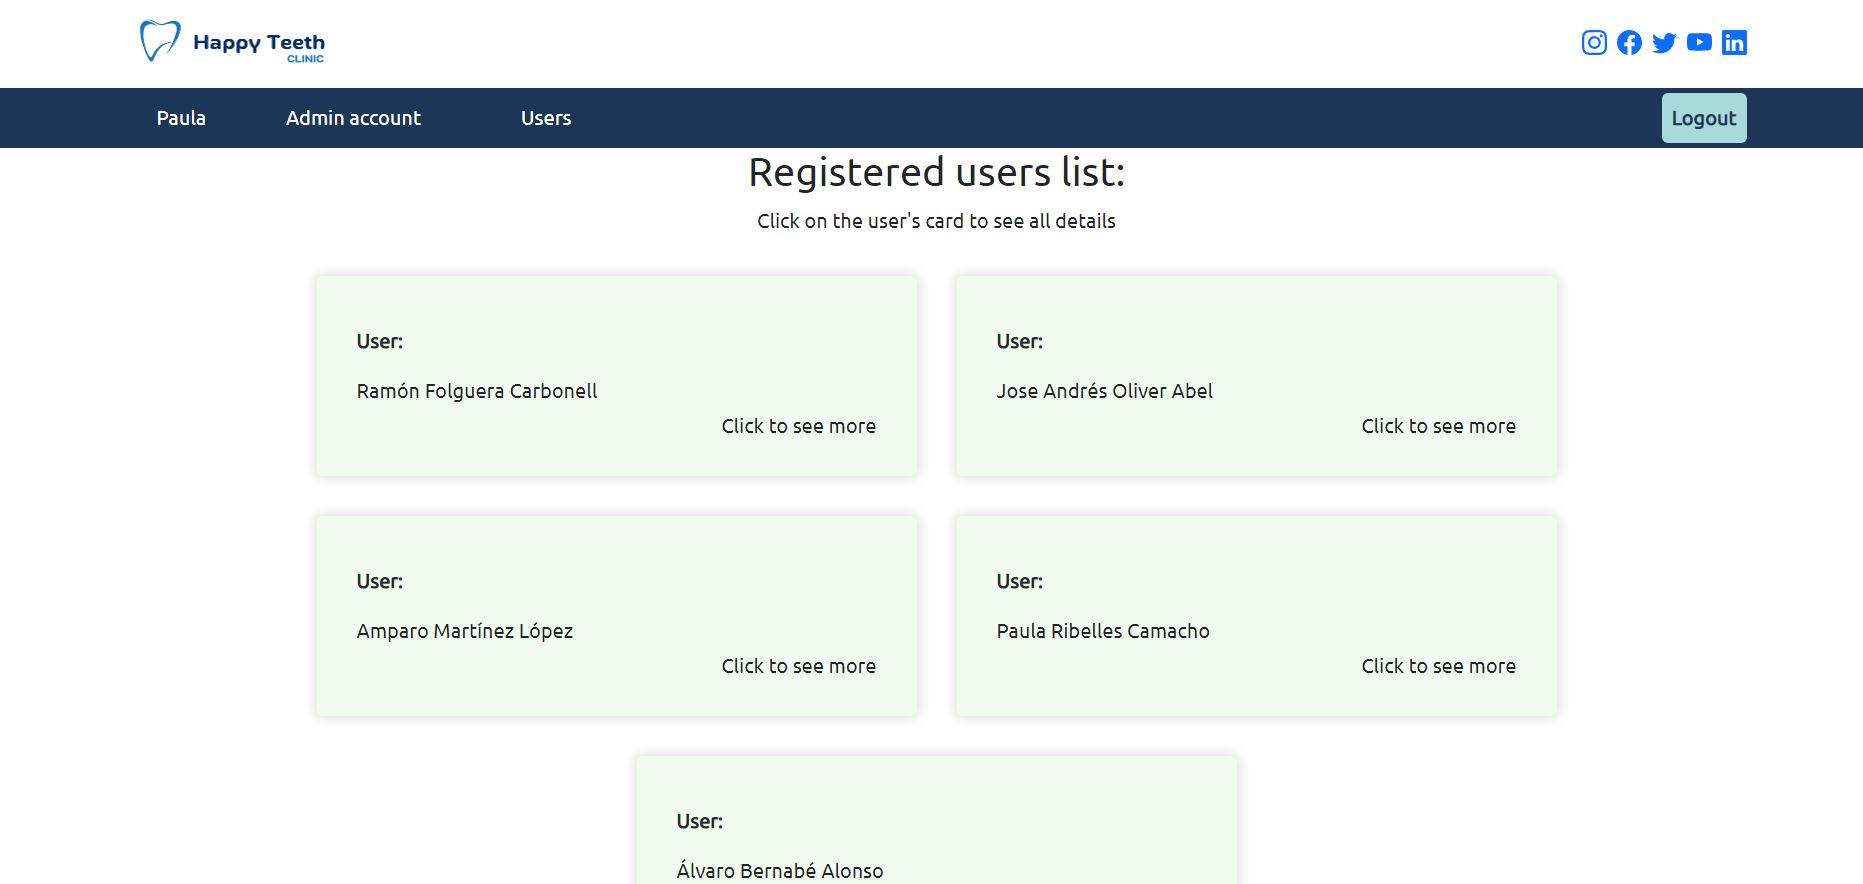 Happy Teeth
CLINIC
Paula
Admin account
Users
Logout
Registered users list:
Click on the user's card to see all details
User:
Ramón Folguera Carbonell
Click to see more
User:
Jose Andrés Oliver Abel
Click to see more
User:
Amparo Martínez López
Click to see more
User:
Paula Ribelles Camacho
Click to see more
User:
Álvaro Bernabé Alonso